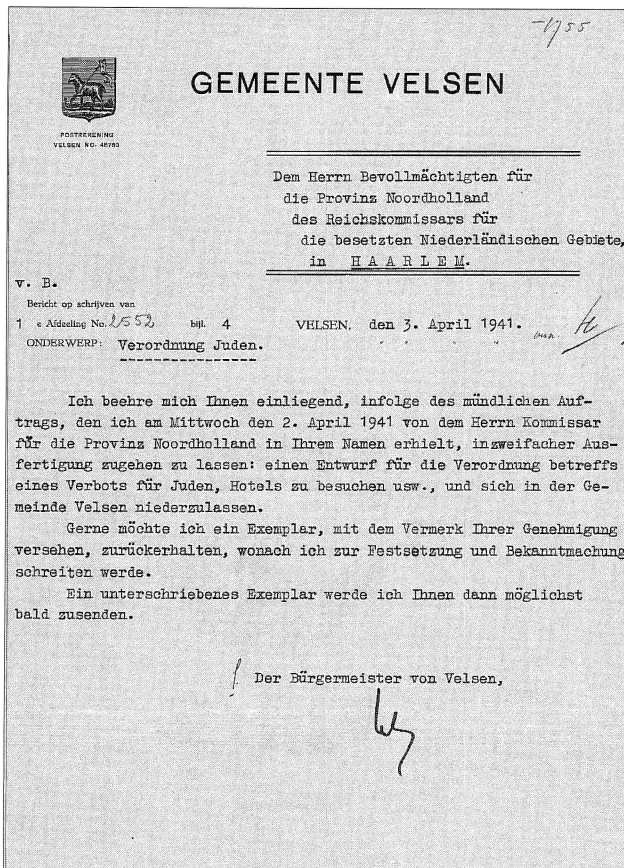 -1755
GEMEENTE VELSEN
POSTREKENING
VELSEN NO. 48783
Dem Herrn Bevollmächtigten für
die Provinz Noordholland
des Reichskommissars für
die besetzten Niederländischen Gebiete,
in HAARLEM.
v. B.
Bericht op schrijven van
1 e Afdeeling No. 2552 bijl. 4 VELSEN, den 3. April 1941.
ONDERWERP: Verordnung Juden.
Ich beehre mich Ihnen einliegend, infolge des mündlichen Auf-
trags, den ich am Mittwoch den 2. April 1941 von dem Herrn Kommissar
für die Provinz Noordholland in Ihrem Namen erhielt, inzweifacher Aus-
fertigung zugehen zu lassen: einen Entwurf für die Verordnung betreffs
eines Verbots für Juden, Hotels zu besuchen usw., und sich in der Ge-
meinde Velsen niederzulassen.
Gerne möchte ich ein Exemplar, mit dem Vermerk Ihrer Genehmigung
versehen, zurückerhalten, wonach ich zur Festsetzung und Bekanntmachung
schreiten werde.
Ein unterschriebenes Exemplar werde ich Ihnen dann möglichst
bald zusenden.
Der Bürgermeister von Velsen,